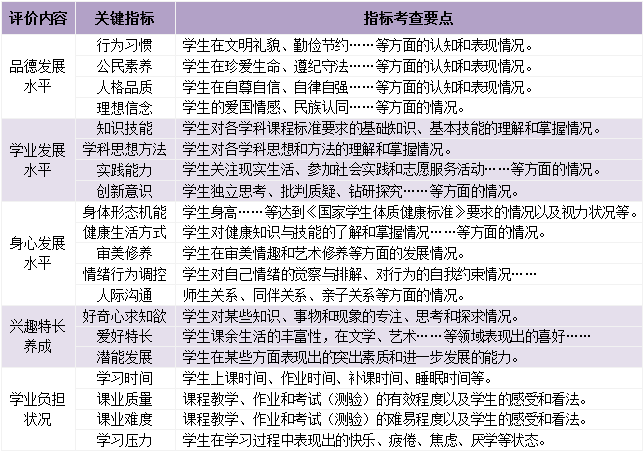 评价内容 关键指标 指标考查要点
品德发展水平
行为习惯 学生在文明礼貌、勤俭节约……等方面的认知和表现情况。
公民素养 学生在珍爱生命、遵纪守法……等方面的认知和表现情况。
人格品质 学生在自尊自信、自律自强……等方面的认知和表现情况。
理想信念 学生的爱国情感、民族认同……等方面的情况。
学业发展水平
知识技能 学生对各学科课程标准要求的基础知识、基本技能的理解和掌握情况。
学科思想方法 学生对各学科思想和方法的理解和掌握情况。
实践能力 学生关注现实生活、参加社会实践和志愿服务活动……等方面的情况。
创新意识 学生独立思考、批判质疑、钻研探究……等方面的情况。
身心发展水平
身体形态机能 学生身高……等达到《国家学生体质健康标准》要求的情况以及视力状况等。
健康生活方式 学生对健康知识与技能的了解和掌握情况……等方面的情况。
审美修养 学生在审美情趣和艺术修养等方面的发展情况。
情绪行为调控 学生对自己情绪的觉察与排解、对行为的自我约束情况……
人际沟通 师生关系、同伴关系、亲子关系等方面的情况。
兴趣特长养成
好奇心求知欲 学生对某些知识、事物和现象的专注、思考和探求情况。
爱好特长 学生课余生活的丰富性，在文学、艺术……等领域表现出的喜好……
潜能发展 学生在某些方面表现出的突出素质和进一步发展的能力。
学业负担状况
学习时间 学生上课时间、作业时间、补课时间、睡眠时间等。
课业质量 课程教学、作业和考试（测验）的有效程度以及学生的感受和看法。
课业难度 课程教学、作业和考试（测验）的难易程度以及学生的感受和看法。
学习压力 学生在学习过程中表现出的快乐、疲倦、焦虑、厌学等状态。